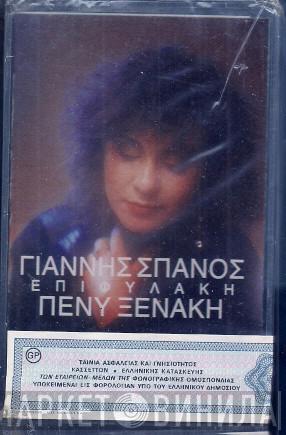 ΓΙΑΝΝΗΣ ΣΠΑΝΟΣ
ΕΠΙΦΥΛΑΚΗ
ΠΕΝΥ ΞΕΝΑΚΗ
GP
ΤΑΙΝΙΑ ΑΣΦΑΛΕΙΑΣ ΚΑΙ ΓΝΗΣΙΟΤΗΤΟΣ
ΚΑΣΣΕΤΤΩΝ • ΕΛΛΗΝΙΚΗΣ ΚΑΤΑΣΚΕΥΗΣ
ΤΩΝ ΕΤΑΙΡΕΙΩΝ-ΜΕΛΩΝ ΤΗΣ ΦΩΝΟΓΡΑΦΙΚΗΣ ΟΜΟΣΠΟΝΔΙΑΣ
ΥΠΟΚΕΙΜΕΝΑΙ ΕΙΣ ΦΟΡΟΛΟΓΙΑΝ ΥΠΟ ΤΟΥ ΕΛΛΗΝΙΚΟΥ ΔΗΜΟΣΙΟΥ